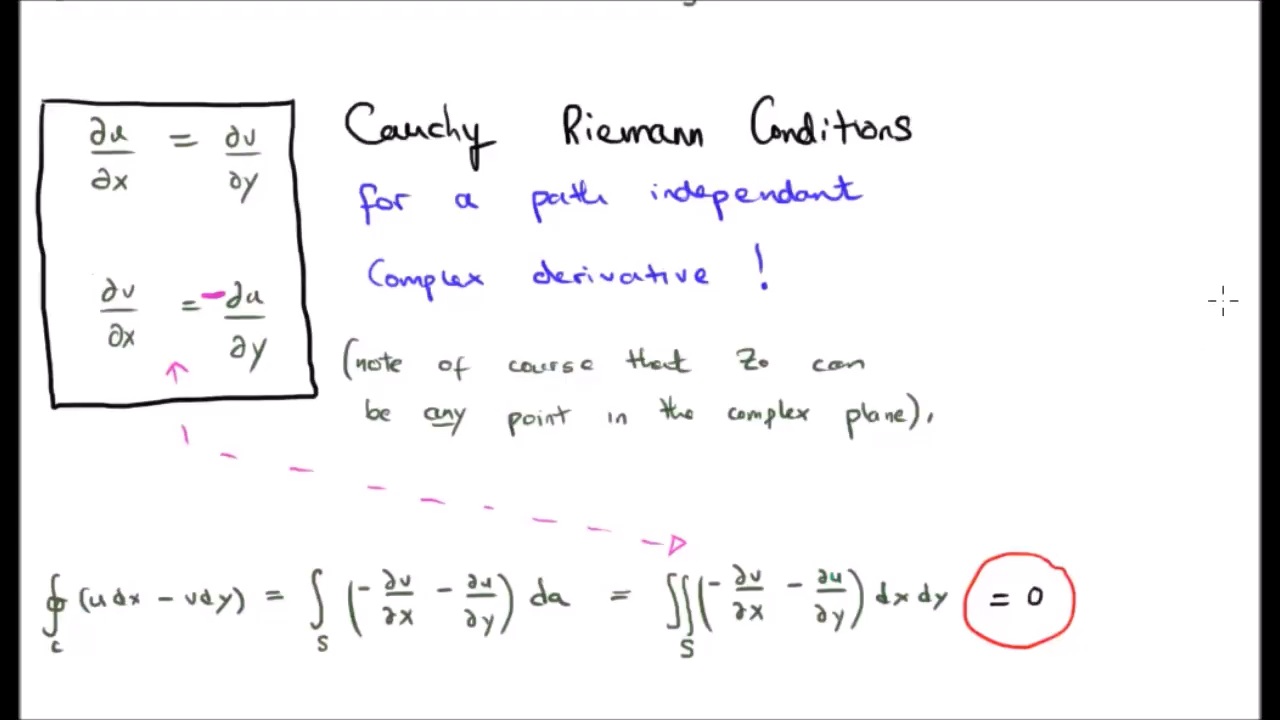 ∂u/∂x = ∂v/∂y
∂v/∂x = -∂u/∂y
Cauchy Riemann Conditions
for a path independant
Complex derivative !
(note of course that Z₀ can
be any point in the complex plane).
∮_c (u dx - v dy) = ∫_S (-∂v/∂x - ∂u/∂y) da = ∬_S (-∂v/∂x - ∂u/∂y) dx dy = 0